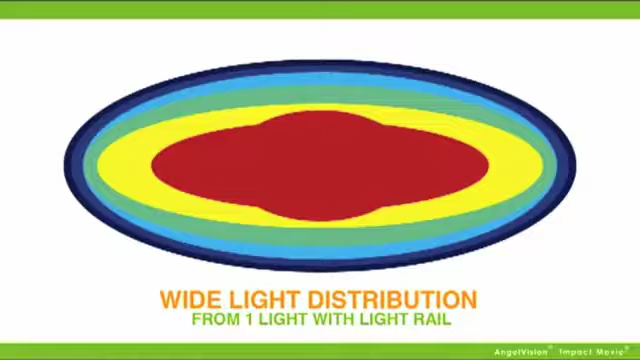 WIDE LIGHT DISTRIBUTION
FROM 1 LIGHT WITH LIGHT RAIL
AngelVision® Impact Movie®